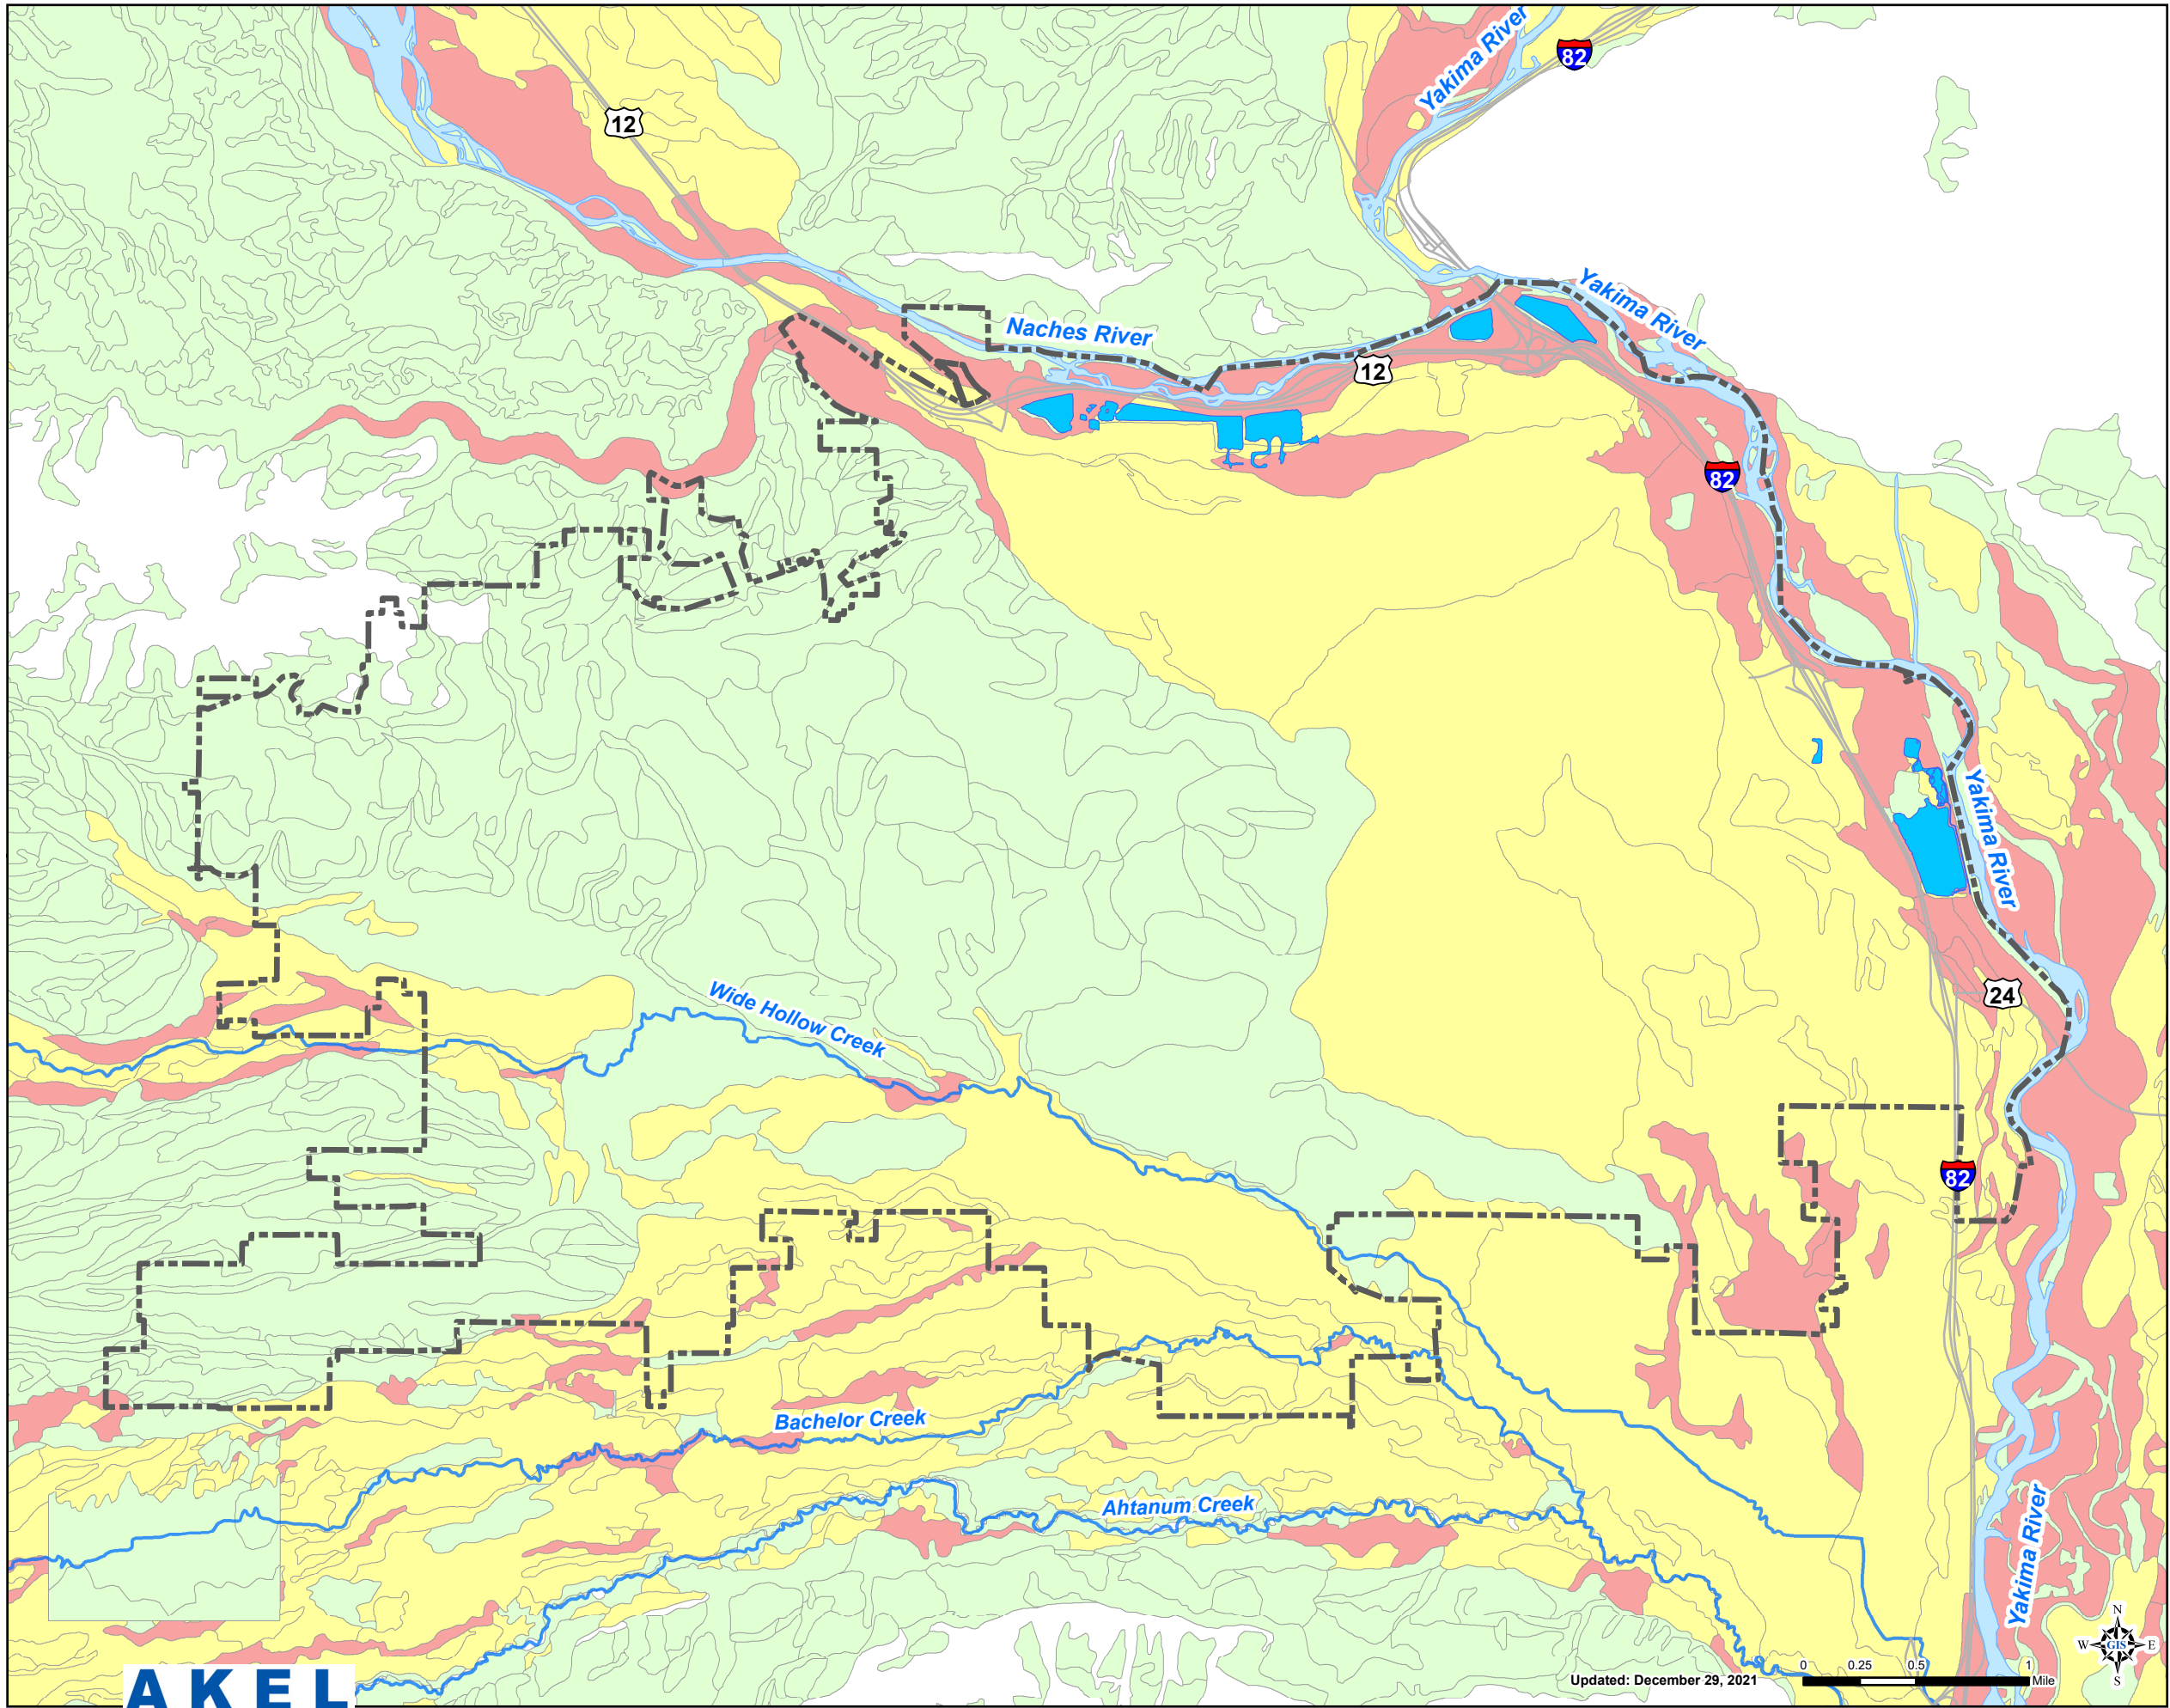 Yakima River
82
12
Yakima River
Naches River
12
82
Yakima River
Wide Hollow Creek
24
82
Bachelor Creek
Ahtanum Creek
Yakima River
N
W GIS E
S
0 0.25 0.5 1
Mile
Updated: December 29, 2021
AKEL